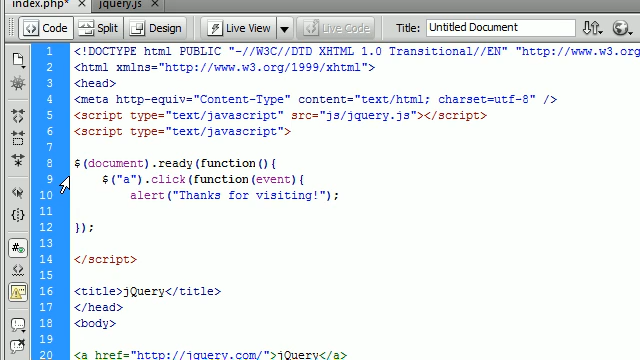 index.php* × jquery.js ×
Code Split Design Live View Live Code Title: Untitled Document
1 <!DOCTYPE html PUBLIC "-//W3C//DTD XHTML 1.0 Transitional//EN" "http://www.w3.org
2 <html xmlns="http://www.w3.org/1999/xhtml">
3 <head>
4 <meta http-equiv="Content-Type" content="text/html; charset=utf-8" />
5 <script type="text/javascript" src="js/jquery.js"></script>
6 <script type="text/javascript">
7
8 $(document).ready(function(){
9 $("a").click(function(event){
10 alert("Thanks for visiting!");
11
12 });
13
14 </script>
15
16 <title>jQuery</title>
17 </head>
18 <body>
19
20 <a href="http://jquery.com/">jQuery</a>